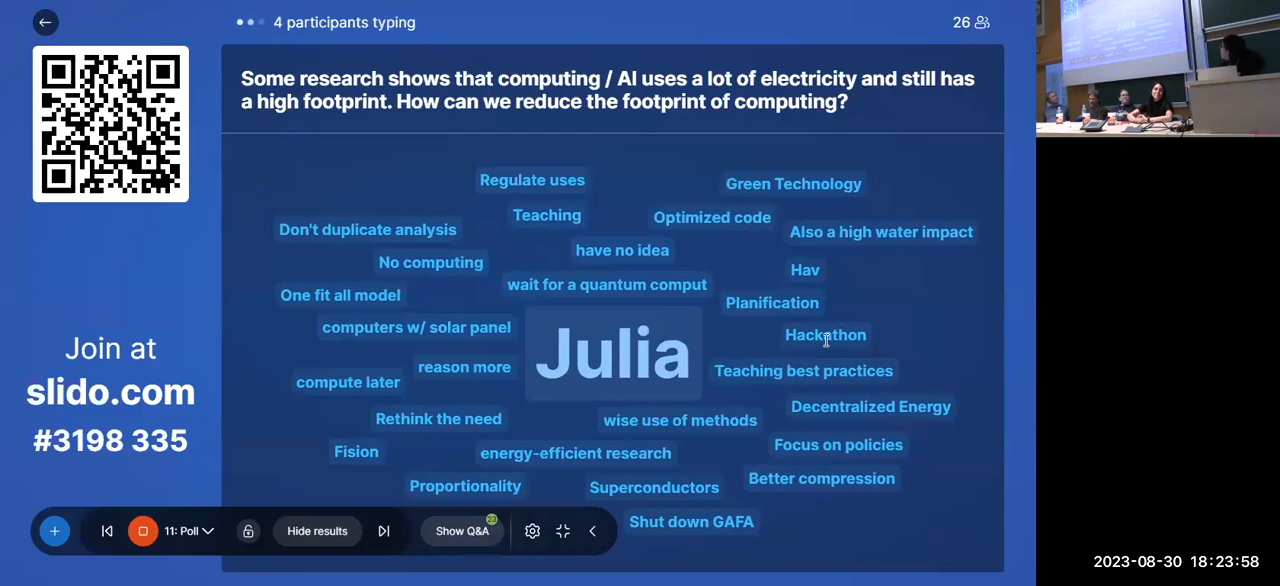 4 participants typing
26
Some research shows that computing / AI uses a lot of electricity and still has
a high footprint. How can we reduce the footprint of computing?
Regulate uses
Green Technology
Teaching
Optimized code
Don't duplicate analysis
Also a high water impact
have no idea
No computing
Hav
wait for a quantum comput
One fit all model
Planification
computers w/ solar panel
Julia
Hackathon
reason more
Teaching best practices
compute later
Decentralized Energy
Rethink the need
wise use of methods
Focus on policies
Fision
energy-efficient research
Better compression
Proportionality
Superconductors
Shut down GAFA
Join at
slido.com
#3198 335
11: Poll
Hide results
Show Q&A
23
2023-08-30 18:23:58